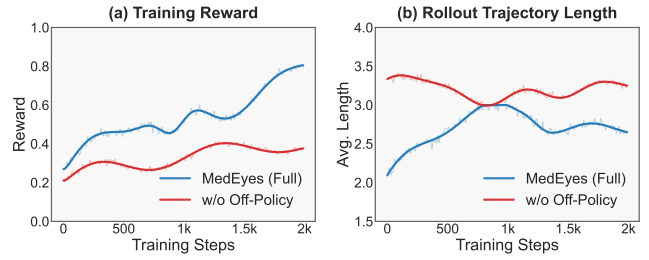 (a) Training Reward
1.0
0.8
0.6
0.4
0.2
0.0
Reward
MedEyes (Full)
w/o Off-Policy
0
500
1k
1.5k
2k
Training Steps
(b) Rollout Trajectory Length
4.0
3.5
3.0
2.5
2.0
1.5
Avg. Length
MedEyes (Full)
w/o Off-Policy
0
500
1k
1.5k
2k
Training Steps